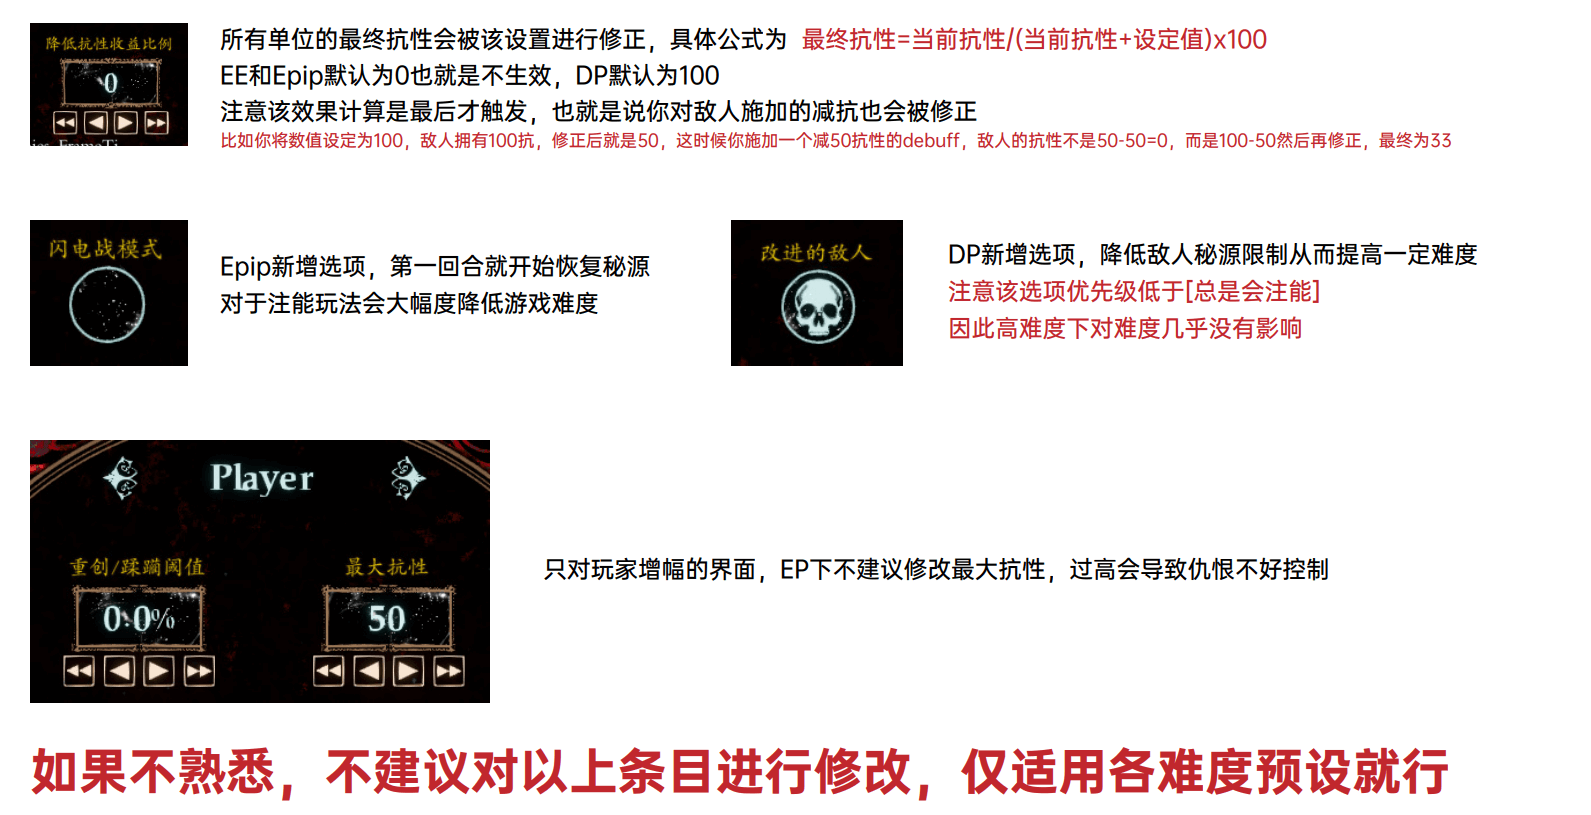 降低抗性收益比例
0
所有单位的最终抗性会被该设置进行修正，具体公式为 最终抗性=当前抗性/(当前抗性+设定值)x100
EE和Epip默认为0也就是不生效，DP默认为100
注意该效果计算是最后才触发，也就是说你对敌人施加的减抗也会被修正
比如你将数值设定为100，敌人拥有100抗，修正后就是50，这时候你施加一个减50抗性的debuff，敌人的抗性不是50-50=0，而是100-50然后再修正，最终为33
闪电战模式
Epip新增选项，第一回合就开始恢复秘源
对于注能玩法会大幅度降低游戏难度
改进的敌人
DP新增选项，降低敌人秘源限制从而提高一定难度
注意该选项优先级低于[总是会注能]
因此高难度下对难度几乎没有影响
Player
重创/蹂躏阈值
最大抗性
0.0%
50
只对玩家增幅的界面，EP下不建议修改最大抗性，过高会导致仇恨不好控制
如果不熟悉，不建议对以上条目进行修改，仅适用各难度预设就行